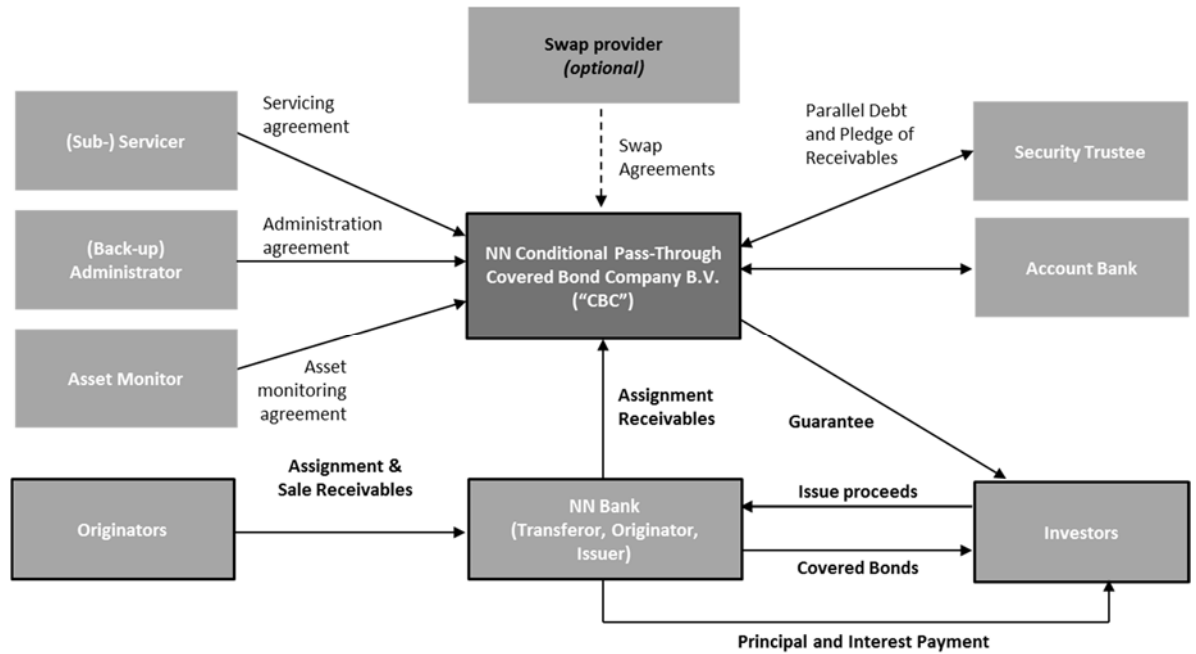 Swap provider
(optional)
Servicing
agreement
(Sub-) Servicer
Swap
Agreements
Parallel Debt
and Pledge of
Receivables
Security Trustee
(Back-up)
Administrator
Administration
agreement
NN Conditional Pass-Through
Covered Bond Company B.V.
(“CBC”)
Account Bank
Asset Monitor
Asset
monitoring
agreement
Assignment
Receivables
Guarantee
Originators
Assignment &
Sale Receivables
NN Bank
(Transferor, Originator,
Issuer)
Issue proceeds
Covered Bonds
Investors
Principal and Interest Payment